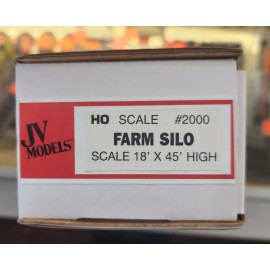 JV
MODELS
HO SCALE #2000
FARM SILO
SCALE 18' X 45' HIGH